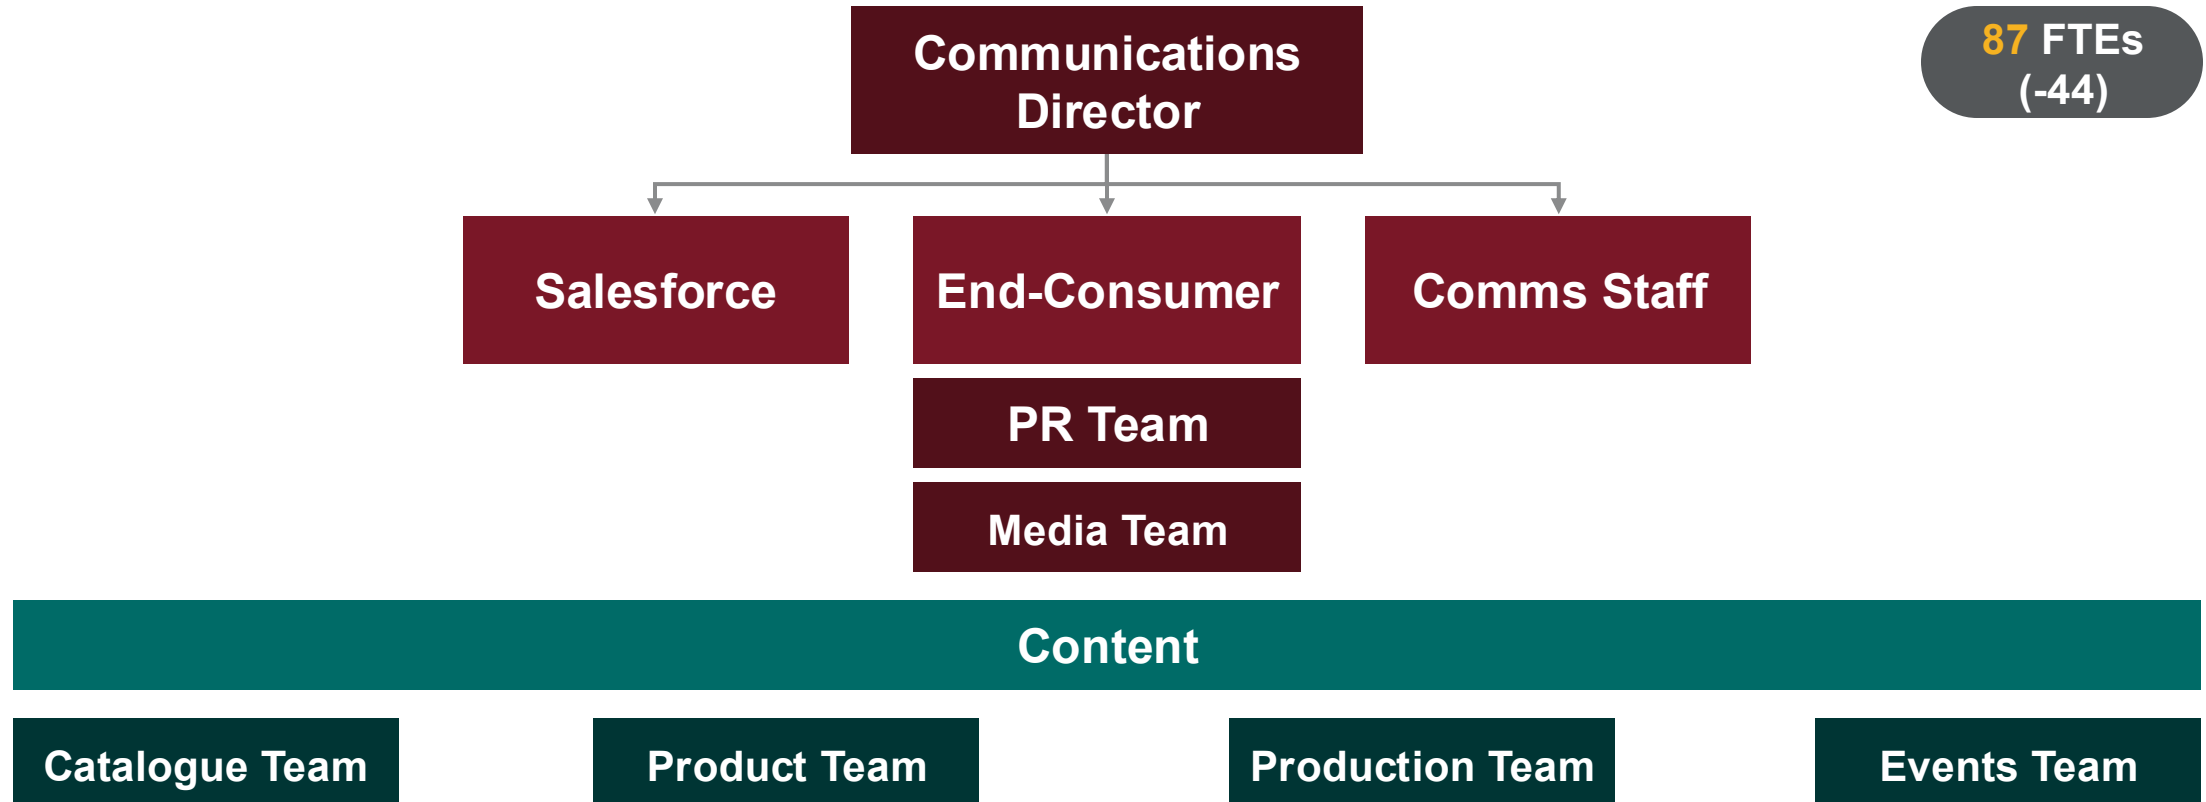 Communications
Director
87 FTEs
(-44)
Salesforce
End-Consumer
Comms Staff
PR Team
Media Team
Content
Catalogue Team
Product Team
Production Team
Events Team